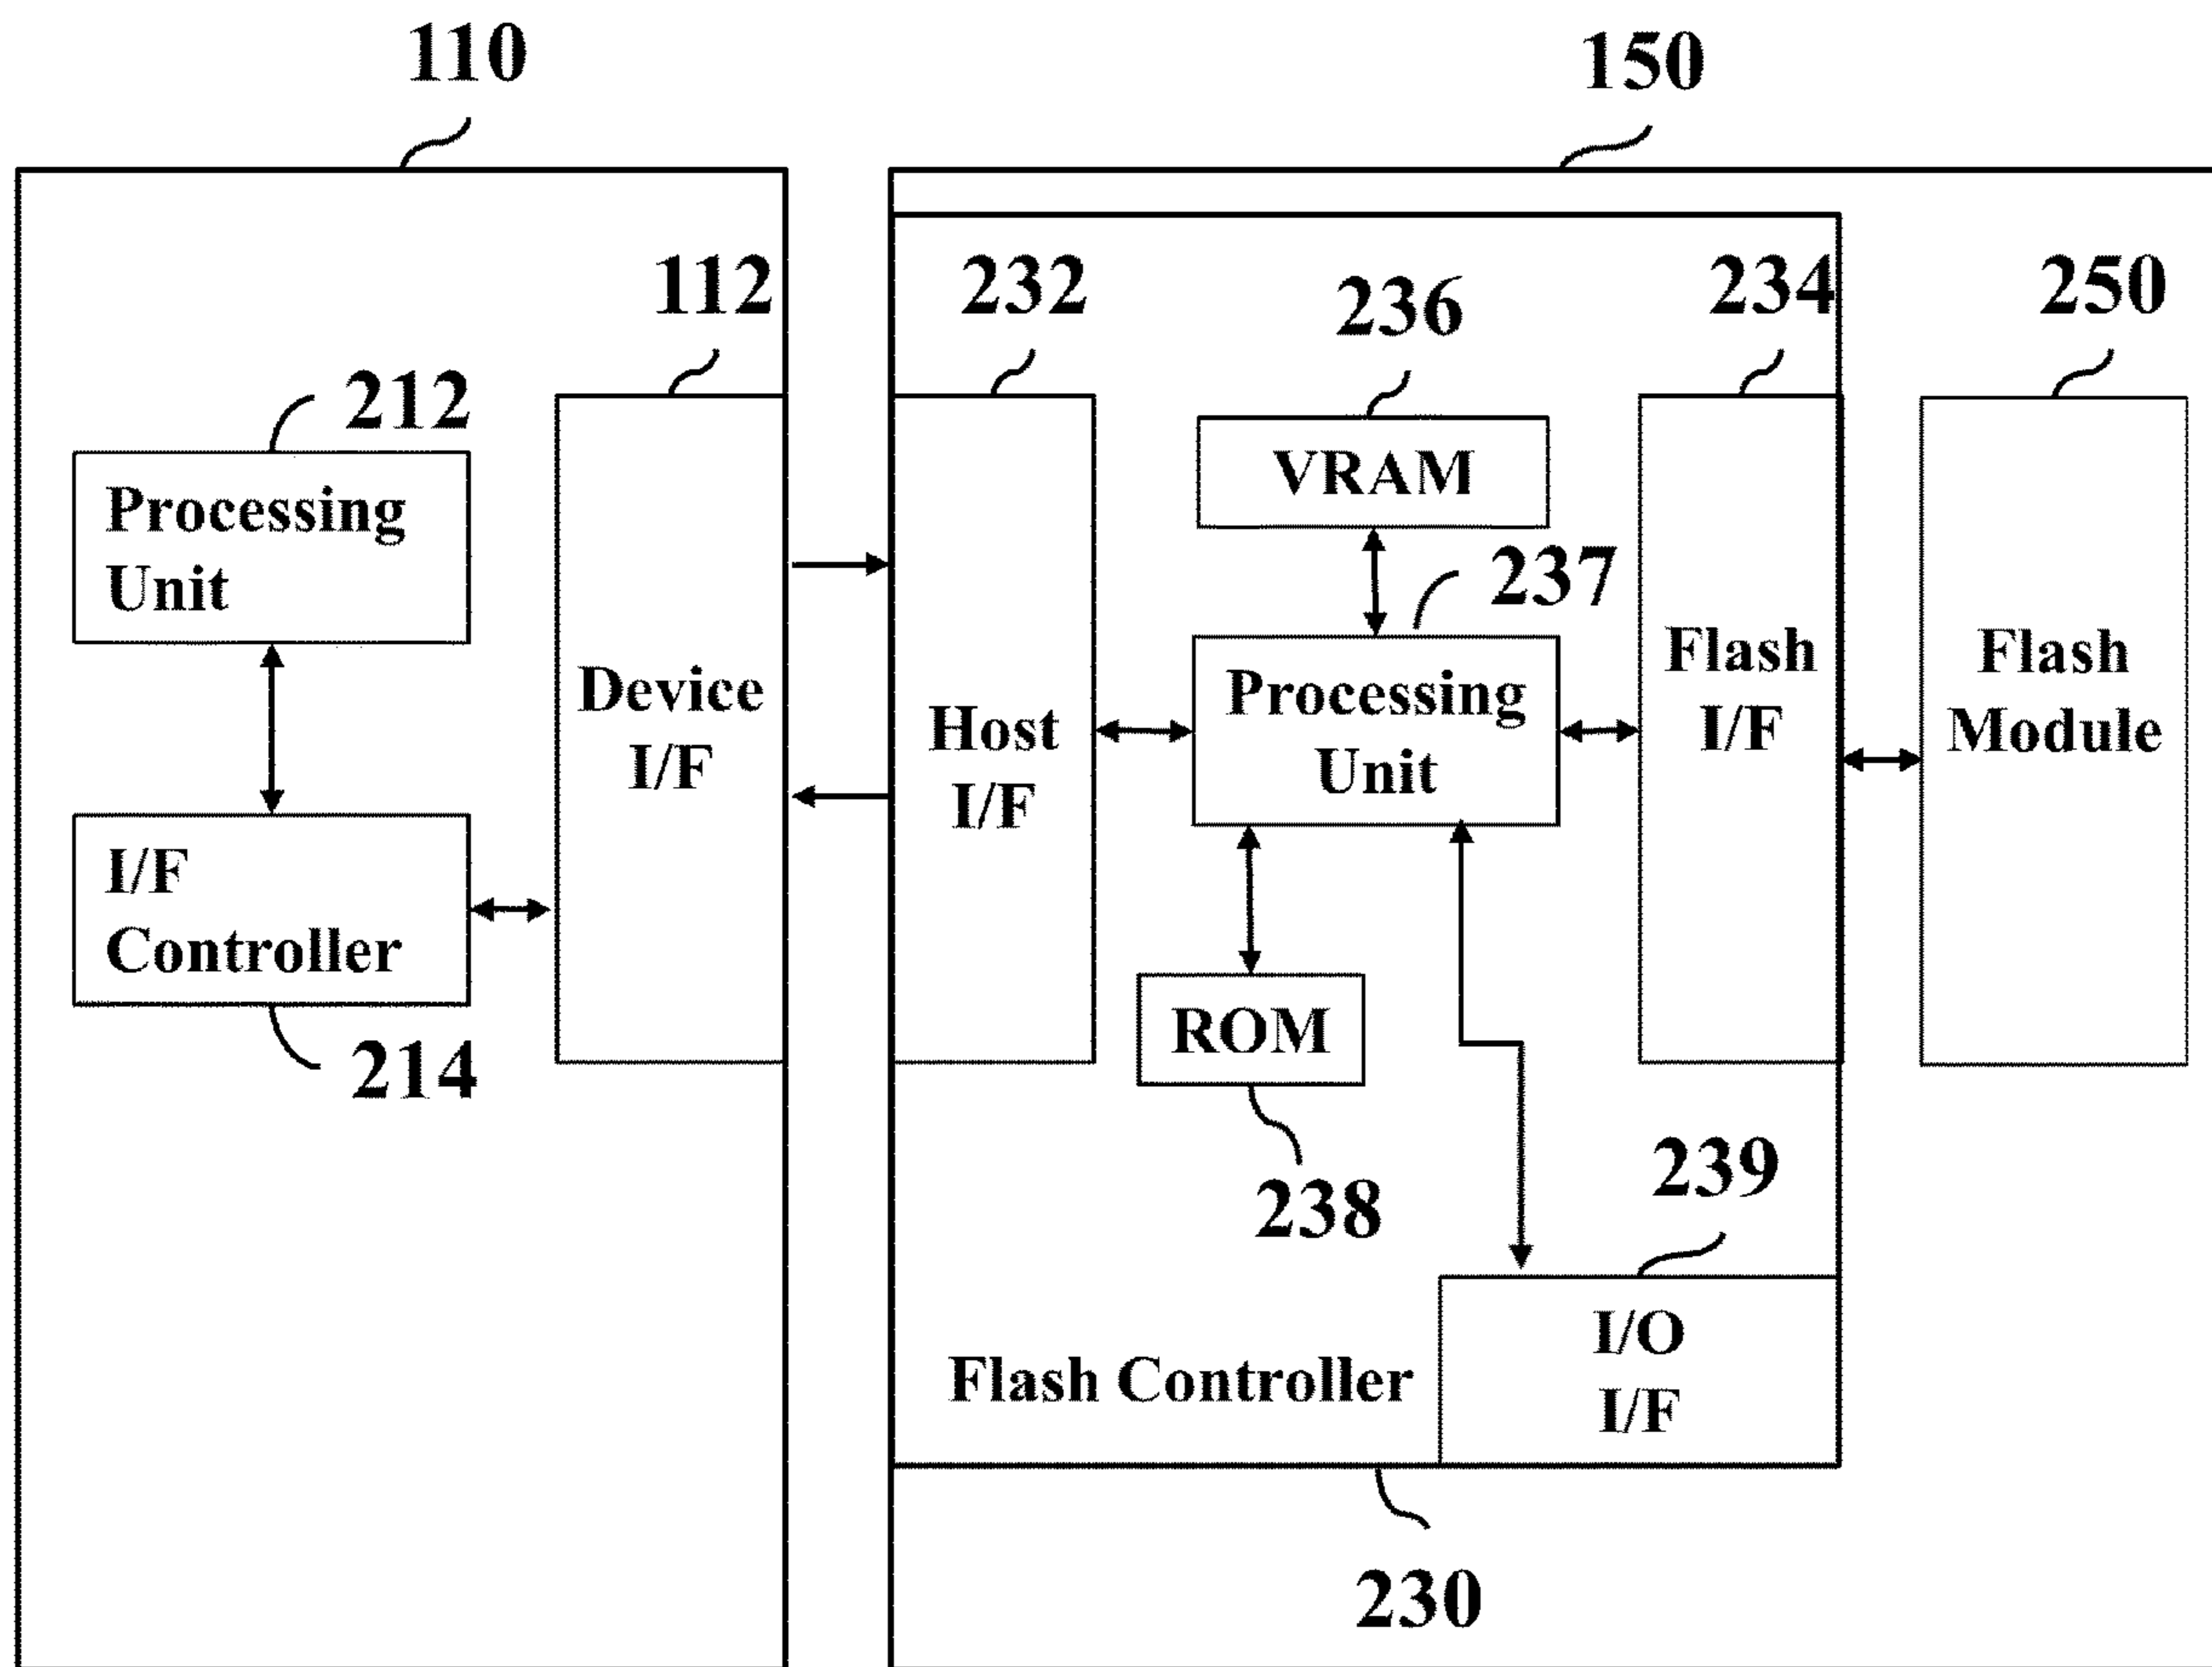 110
150
112
232
236
234
250
212
Processing
Unit
VRAM
237
Device
I/F
Host
I/F
Processing
Unit
Flash
I/F
Flash
Module
I/F
Controller
214
ROM
238
239
Flash Controller
I/O
I/F
230